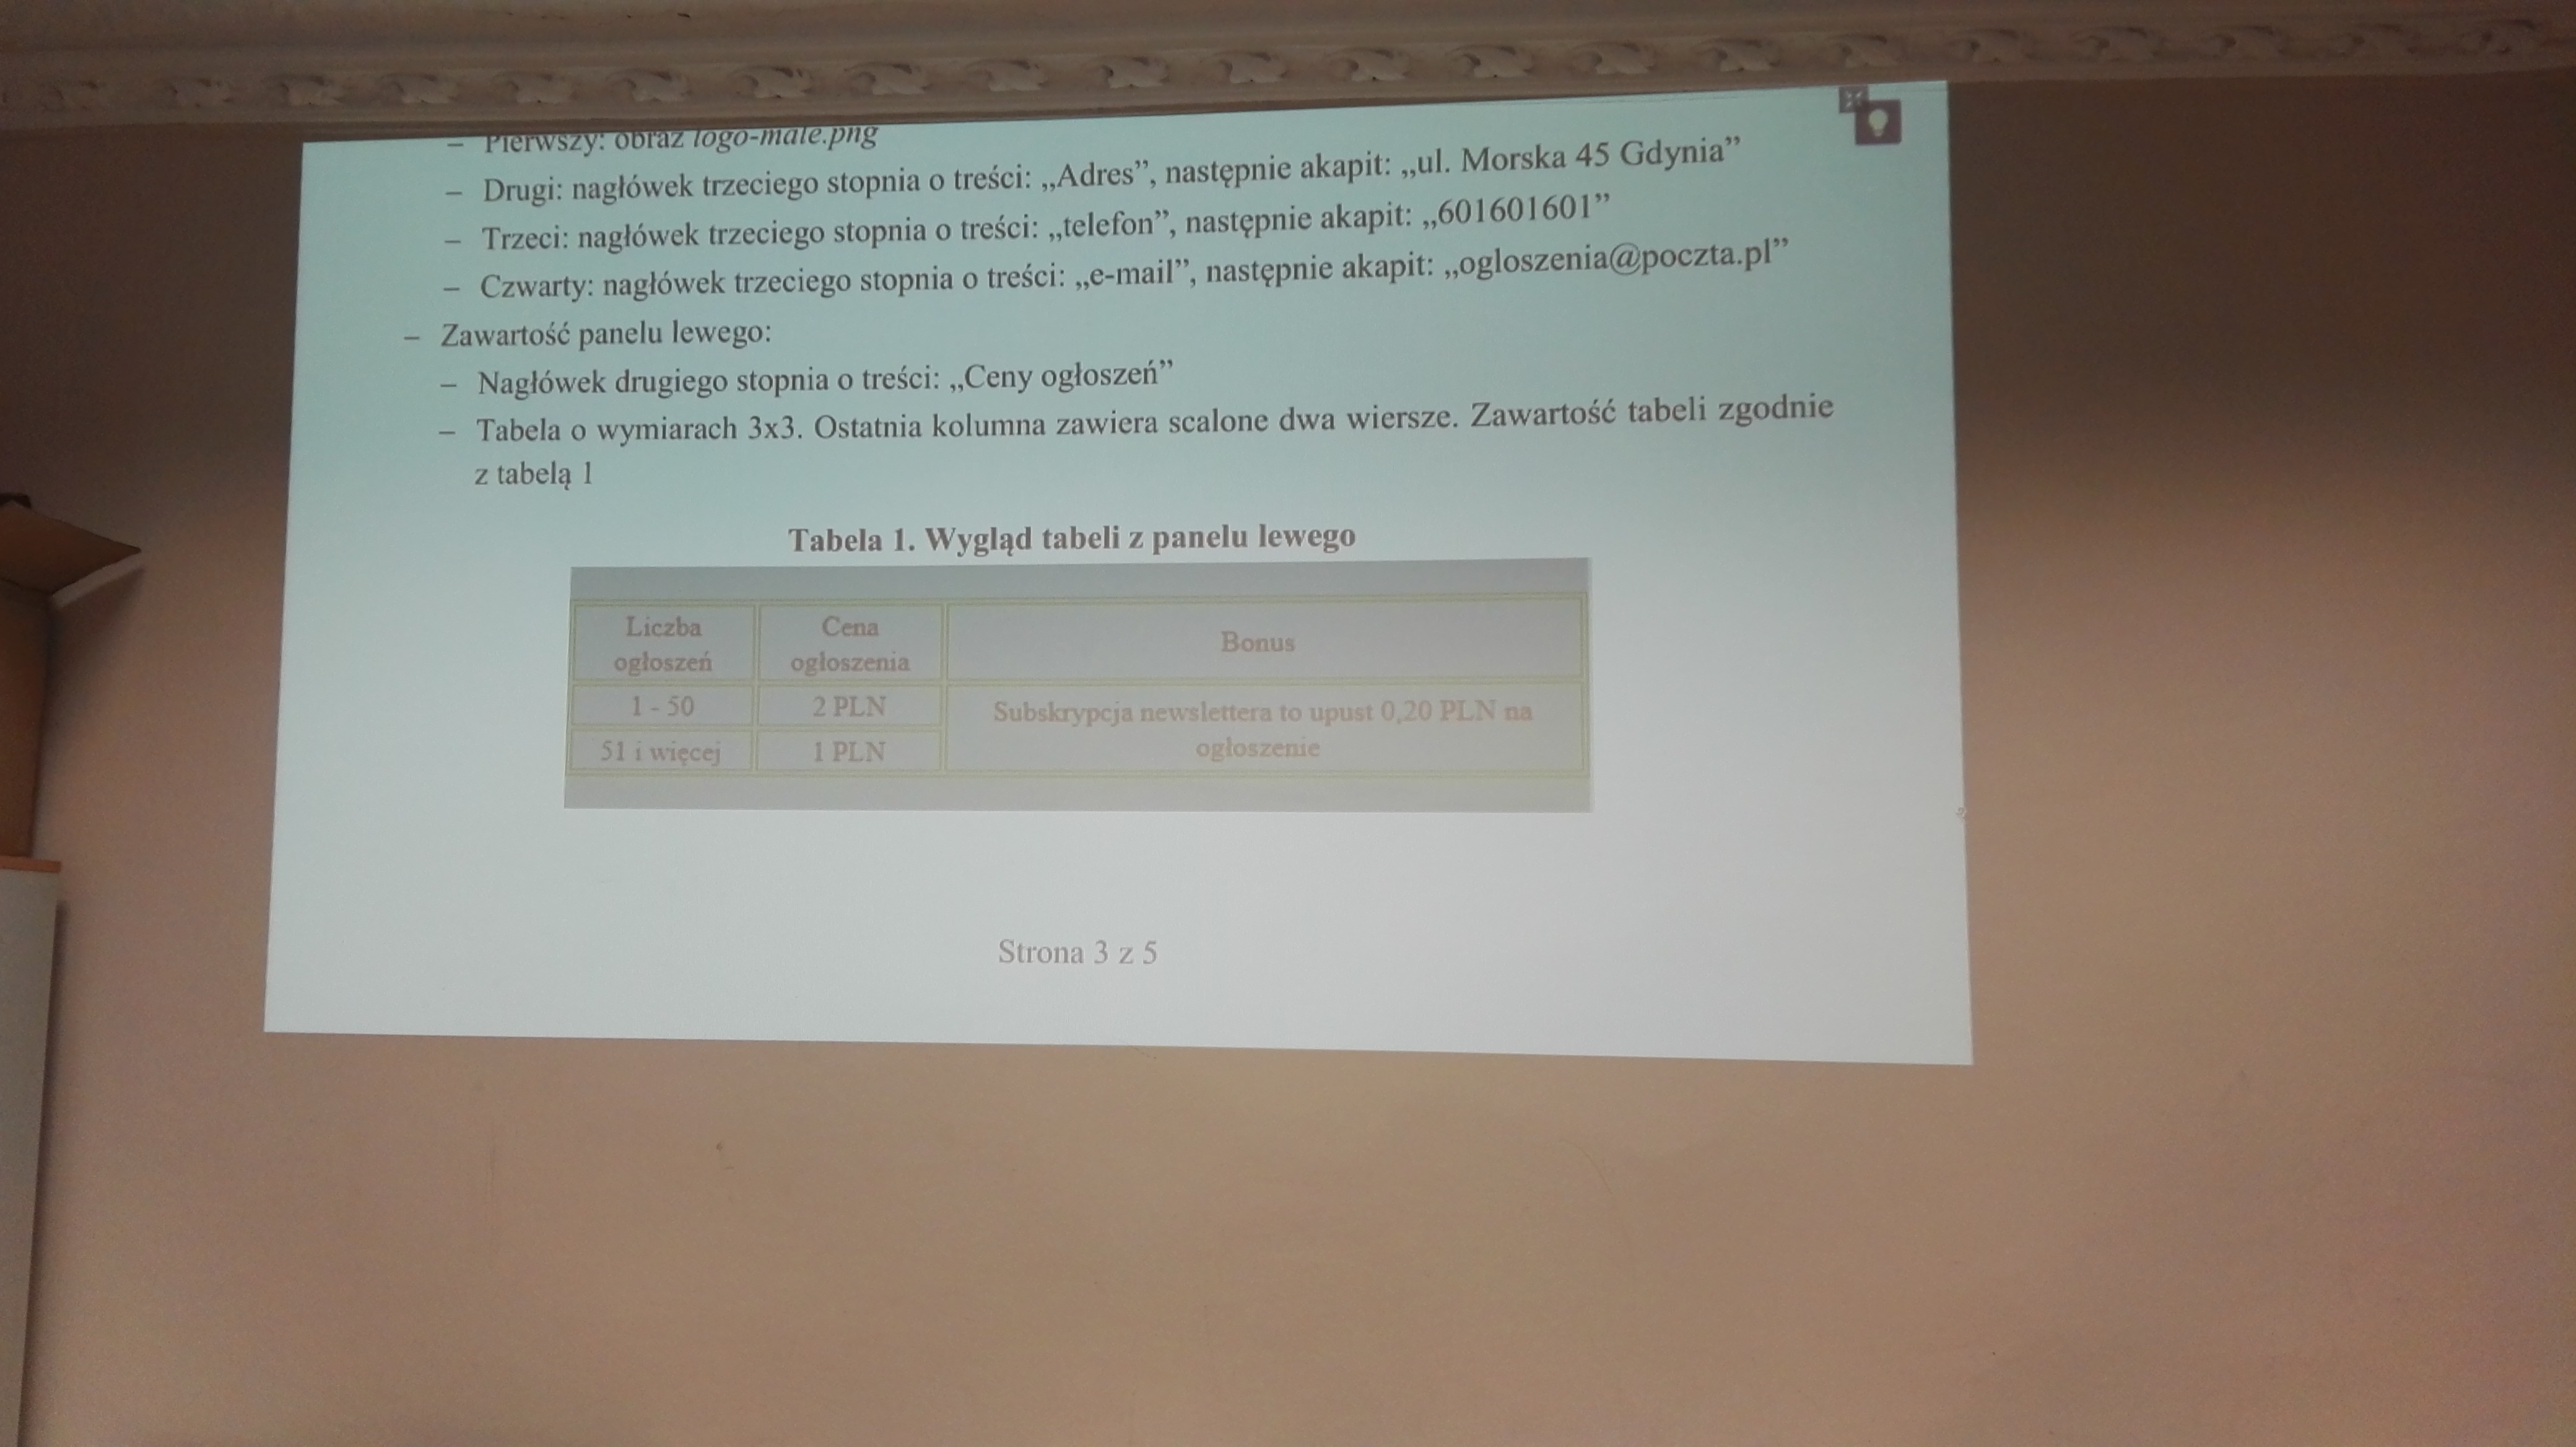 – Pierwszy: obraz logo-male.png
– Drugi: nagłówek trzeciego stopnia o treści: „Adres”, następnie akapit: „ul. Morska 45 Gdynia”
– Trzeci: nagłówek trzeciego stopnia o treści: „telefon”, następnie akapit: „601601601”
– Czwarty: nagłówek trzeciego stopnia o treści: „e-mail”, następnie akapit: „ogloszenia@poczta.pl”
– Zawartość panelu lewego:
– Nagłówek drugiego stopnia o treści: „Ceny ogłoszeń”
– Tabela o wymiarach 3x3. Ostatnia kolumna zawiera scalone dwa wiersze. Zawartość tabeli zgodnie
z tabelą 1
Tabela 1. Wygląd tabeli z panelu lewego
Liczba
ogłoszeń
Cena
ogłoszenia
Bonus
1 - 50
2 PLN
51 i więcej
1 PLN
Subskrypcja newslettera to upust 0,20 PLN na
ogłoszenie
Strona 3 z 5